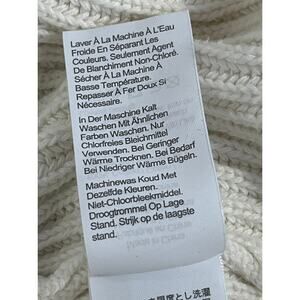 Laver À La Machine À L'Eau
Froide En Séparant Les
Couleurs. Seulement Agent
De Blanchiment Non-Chloré.
Sécher À La Machine À
Basse Température.
Repasser À Fer Doux Si
Nécessaire.
In Der Maschine Kalt
Waschen Mit Ähnlichen
Farben Waschen. Nur
Chlorfreies Bleichmittel
Verwenden. Bei Geringer
Wärme Trocknen. Bei Bedarf
Bei Niedriger Wärme Bügeln.
Machinewas Koud Met
Dezelfde Kleuren.
Niet-Chloorbleekmiddel.
Droogtrommel Op Lage
Stand. Strijk op de laagste
stand.